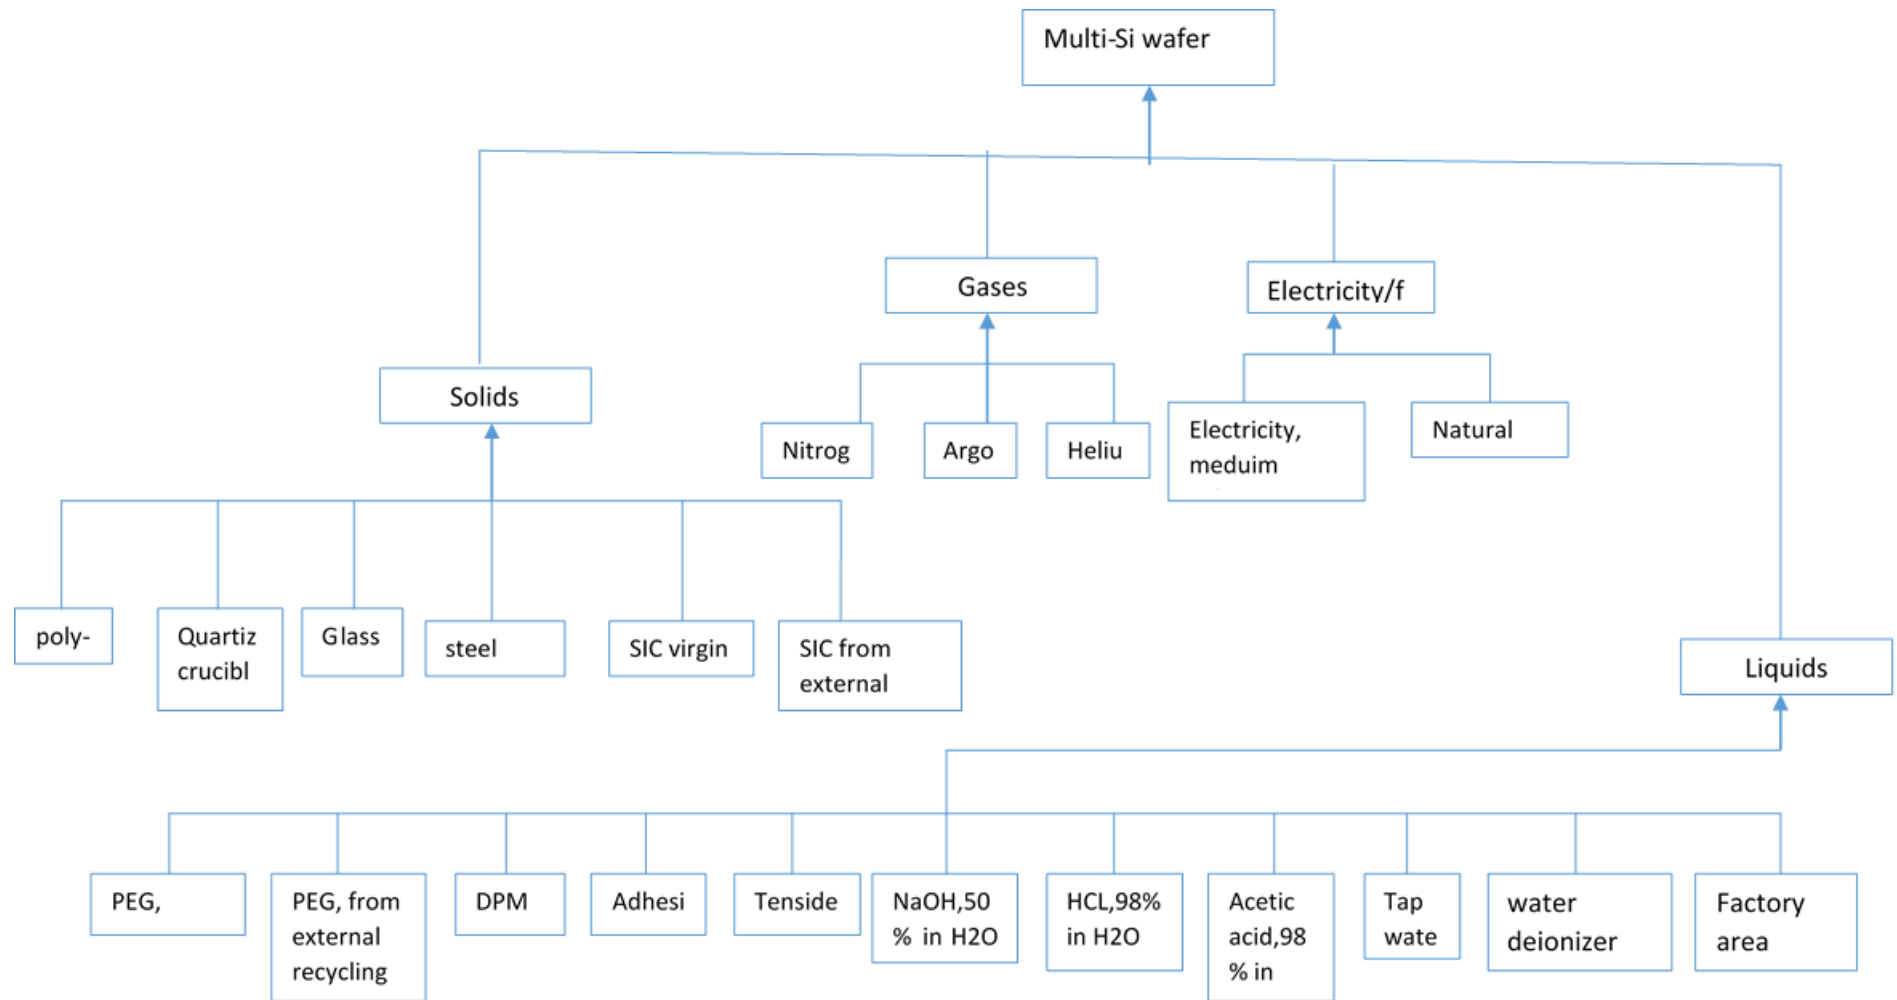 Multi-Si wafer
Gases
Electricity/f
Solids
Nitrog
Argo
Heliu
Electricity,
meduim
Natural
poly-
Quartiz
crucibl
Glass
steel
SIC virgin
SIC from
external
Liquids
PEG,
PEG, from
external
recycling
DPM
Adhesi
Tenside
NaOH,50
% in H2O
HCL,98%
in H2O
Acetic
acid,98
% in
Tap
wate
water
deionizer
Factory
area